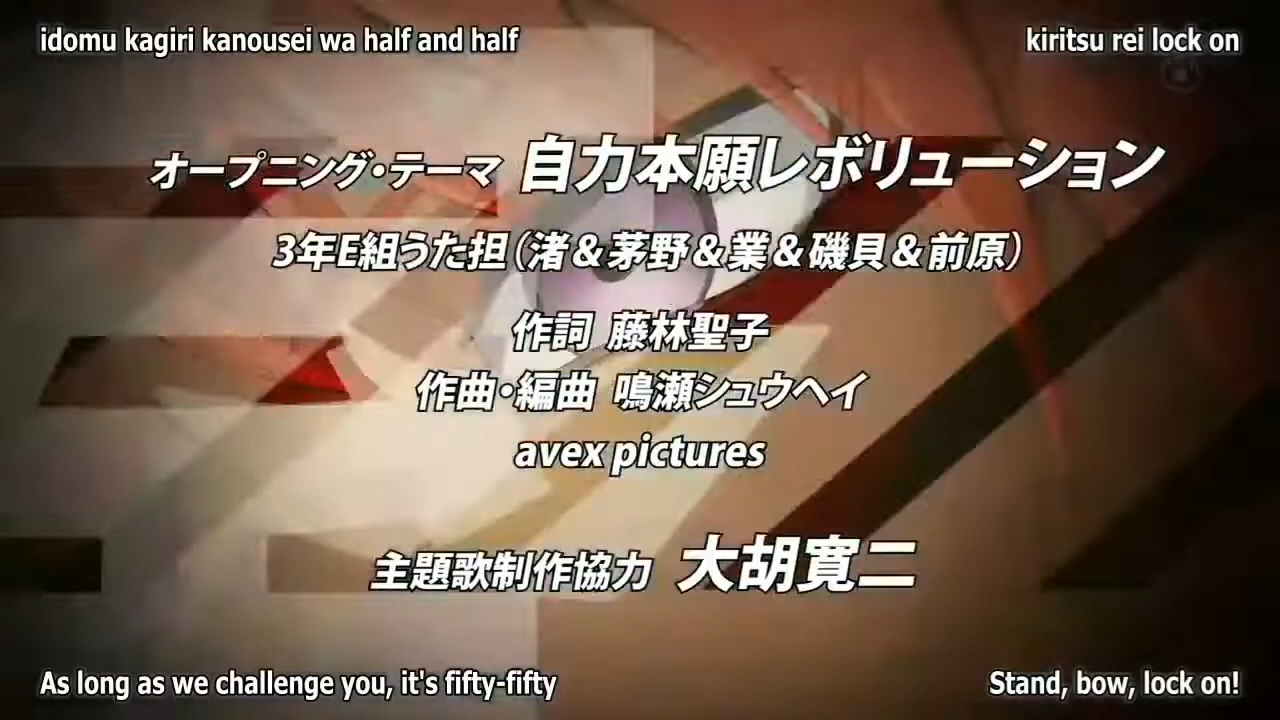 idomu kagiri kanousei wa half and half
kiritsu rei lock on
オープニング・テーマ 自力本願レボリューション
3年E組うた担(渚&茅野&業&磯貝&前原)
作詞 藤林聖子
作曲・編曲 鳴瀬シュウヘイ
avex pictures
主題歌制作協力 大胡寛二
As long as we challenge you, it's fifty-fifty
Stand, bow, lock on!